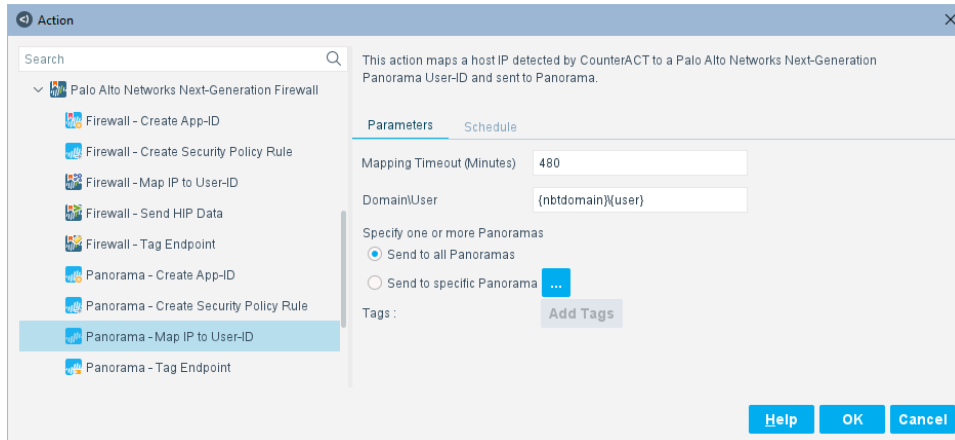 Action
Search
Palo Alto Networks Next-Generation Firewall
Firewall - Create App-ID
Firewall - Create Security Policy Rule
Firewall - Map IP to User-ID
Firewall - Send HIP Data
Firewall - Tag Endpoint
Panorama - Create App-ID
Panorama - Create Security Policy Rule
Panorama - Map IP to User-ID
Panorama - Tag Endpoint
This action maps a host IP detected by CounterACT to a Palo Alto Networks Next-Generation
Panorama User-ID and sent to Panorama.
Parameters Schedule
Mapping Timeout (Minutes) 480
Domain\User {nbtdomain}\{user}
Specify one or more Panoramas
Send to all Panoramas
Send to specific Panorama ...
Tags : Add Tags
Help OK Cancel